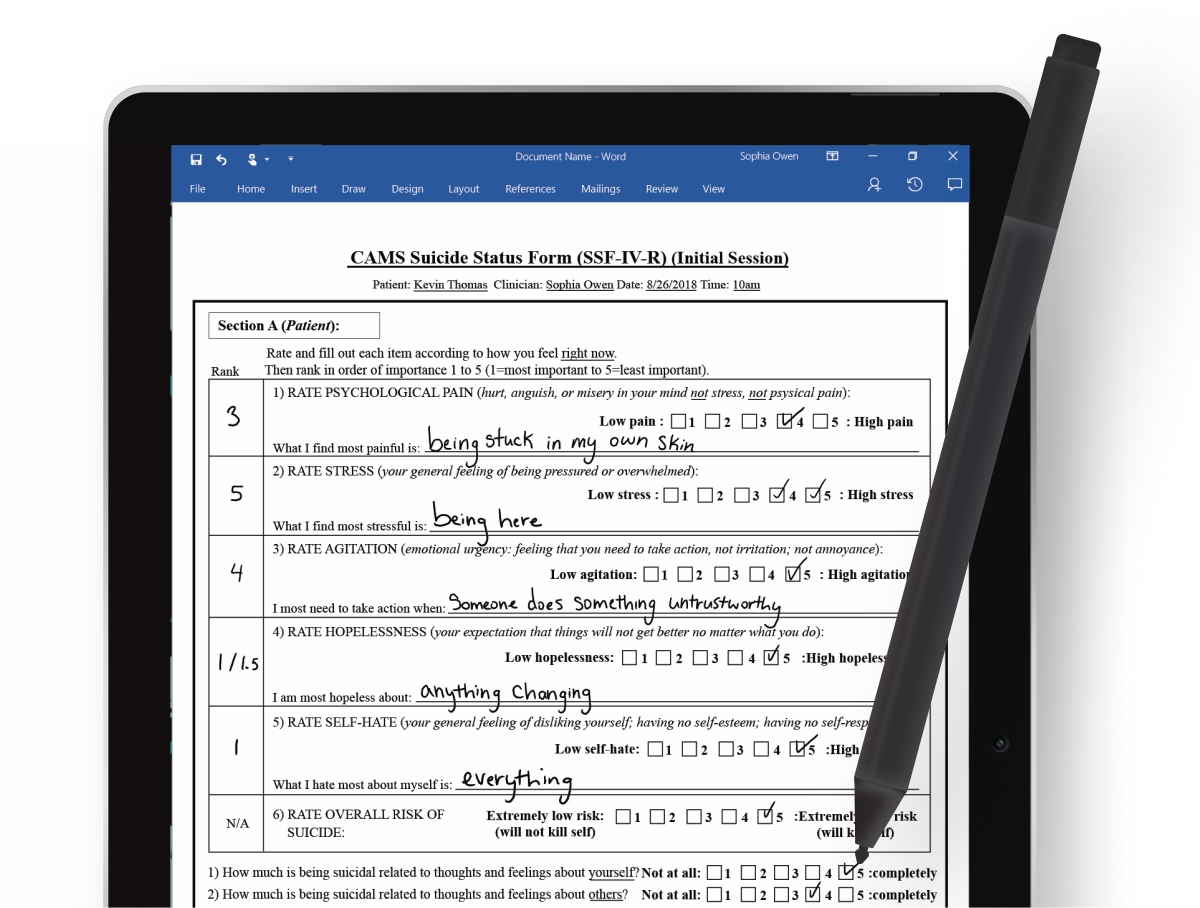 Document Name - Word
Sophia Owen
File Home Insert Draw Design Layout References Mailings Review View
CAMS Suicide Status Form (SSF-IV-R) (Initial Session)
Patient: Kevin Thomas Clinician: Sophia Owen Date: 8/26/2018 Time: 10am
Section A (Patient):
Rate and fill out each item according to how you feel right now.
Rank Then rank in order of importance 1 to 5 (1=most important to 5=least important).
3
1) RATE PSYCHOLOGICAL PAIN (hurt, anguish, or misery in your mind not stress, not psysical pain):
Low pain : 1 2 3 4 5 : High pain
What I find most painful is: being stuck in my own skin
5
2) RATE STRESS (your general feeling of being pressured or overwhelmed):
Low stress : 1 2 3 4 5 : High stress
What I find most stressful is: being here
4
3) RATE AGITATION (emotional urgency: feeling that you need to take action, not irritation; not annoyance):
Low agitation: 1 2 3 4 5 : High agitation
I most need to take action when: Someone does something untrustworthy
1/1.5
4) RATE HOPELESSNESS (your expectation that things will not get better no matter what you do):
Low hopelessness: 1 2 3 4 5 :High hopeless
I am most hopeless about: anything changing
1
5) RATE SELF-HATE (your general feeling of disliking yourself; having no self-esteem; having no self-resp
Low self-hate: 1 2 3 4 5 :High
What I hate most about myself is: everything
N/A
6) RATE OVERALL RISK OF SUICIDE:
Extremely low risk: 1 2 3 4 5 :Extremel risk
(will not kill self) (will k lf)
1) How much is being suicidal related to thoughts and feelings about yourself? Not at all: 1 2 3 4 5 :completely
2) How much is being suicidal related to thoughts and feelings about others? Not at all: 1 2 3 4 5 :completely